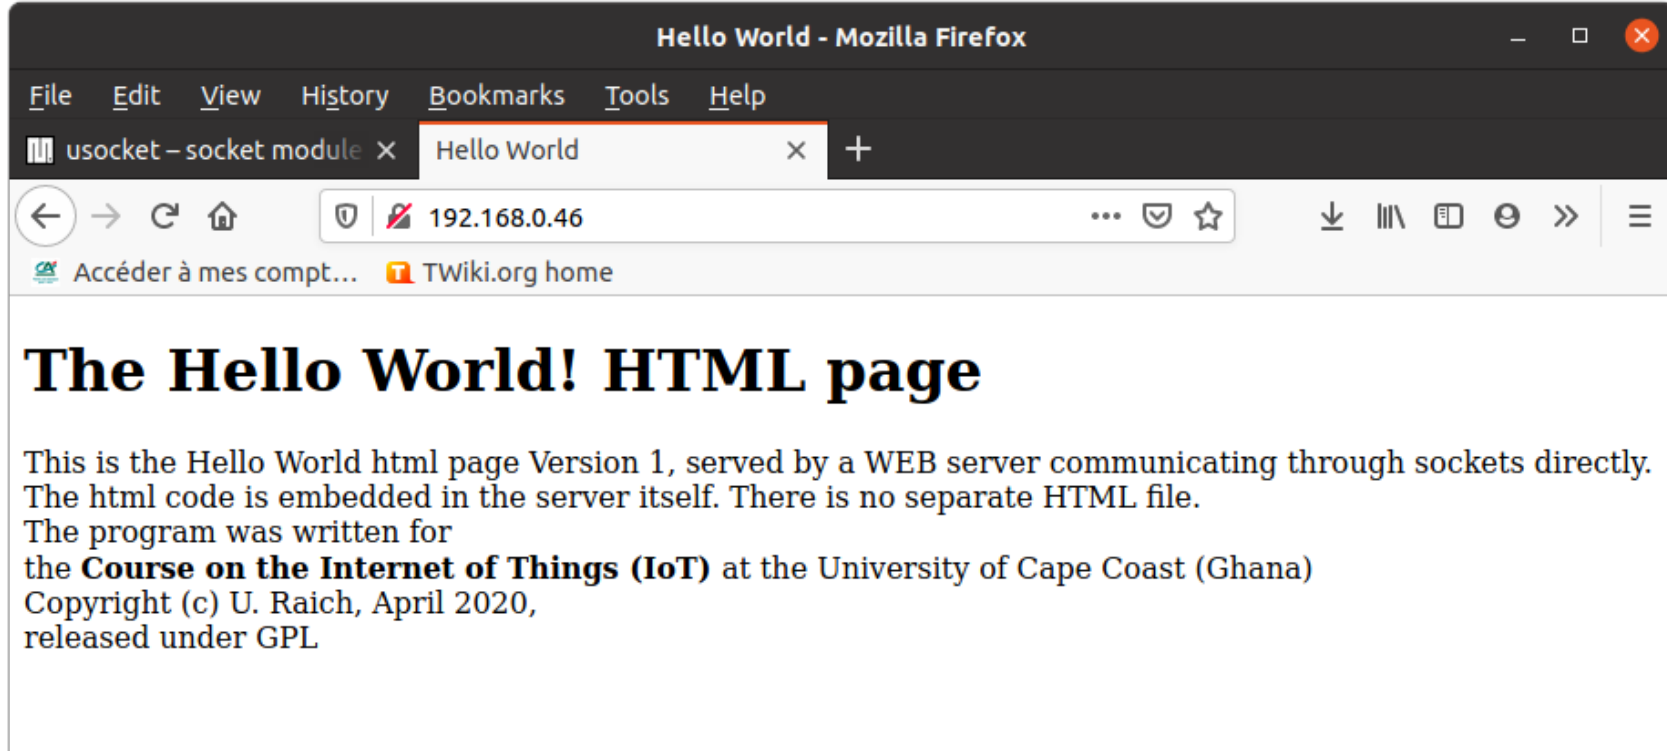 Hello World - Mozilla Firefox
File Edit View History Bookmarks Tools Help
usocket – socket module Hello World
192.168.0.46
Accéder à mes compt... TWiki.org home
The Hello World! HTML page
This is the Hello World html page Version 1, served by a WEB server communicating through sockets directly.
The html code is embedded in the server itself. There is no separate HTML file.
The program was written for
the Course on the Internet of Things (IoT) at the University of Cape Coast (Ghana)
Copyright (c) U. Raich, April 2020,
released under GPL